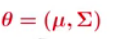 θ = (μ, Σ)